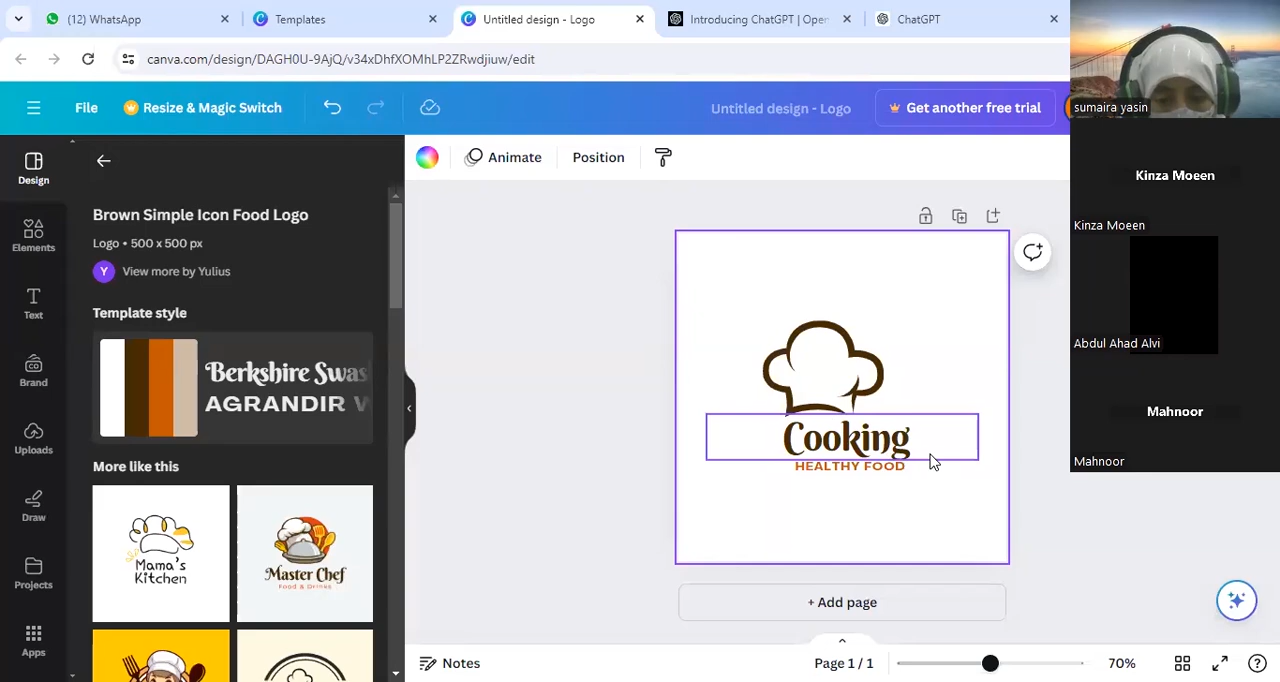 (12) WhatsApp
Templates
Untitled design - Logo
Introducing ChatGPT | Open
ChatGPT
canva.com/design/DAGH0U-9AjQ/v34xDhfXOMhLP2ZRwdjiuw/edit
File
Resize & Magic Switch
Untitled design - Logo
Get another free trial
sumaira yasin
Design
Animate
Position
Kinza Moeen
Brown Simple Icon Food Logo
Kinza Moeen
Elements
Logo • 500 x 500 px
Y View more by Yulius
Text
Template style
Abdul Ahad Alvi
Berkshire Swas
AGRANDIR W
Brand
Mahnoor
Cooking
HEALTHY FOOD
Mahnoor
Uploads
More like this
Draw
Mama's
Kitchen
Master Chef
Food & Drinks
Projects
+ Add page
Apps
Notes
Page 1 / 1
70%